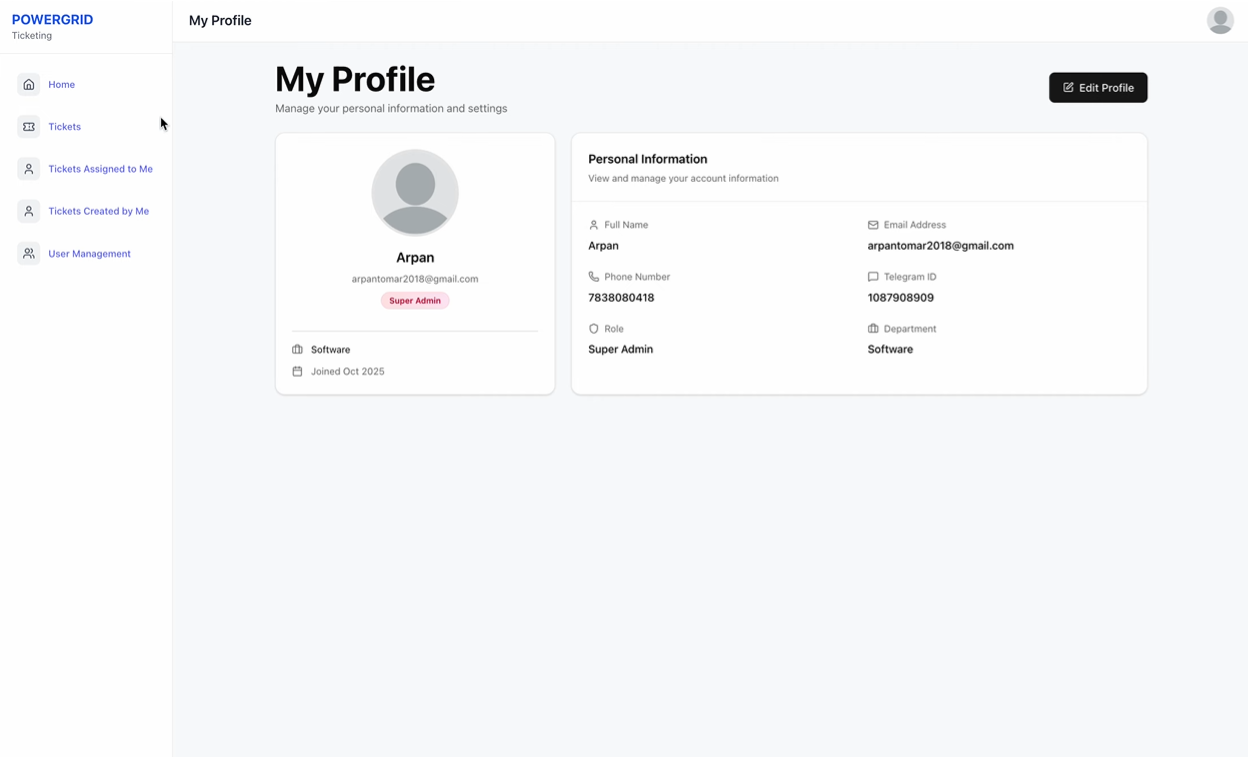 POWERGRID
Ticketing
Home
Tickets
Tickets Assigned to Me
Tickets Created by Me
User Management
My Profile
My Profile
Manage your personal information and settings
Edit Profile
Arpan
arpantomar2018@gmail.com
Super Admin
Software
Joined Oct 2025
Personal Information
View and manage your account information
Full Name
Arpan
Email Address
arpantomar2018@gmail.com
Phone Number
7838080418
Telegram ID
1087908909
Role
Super Admin
Department
Software